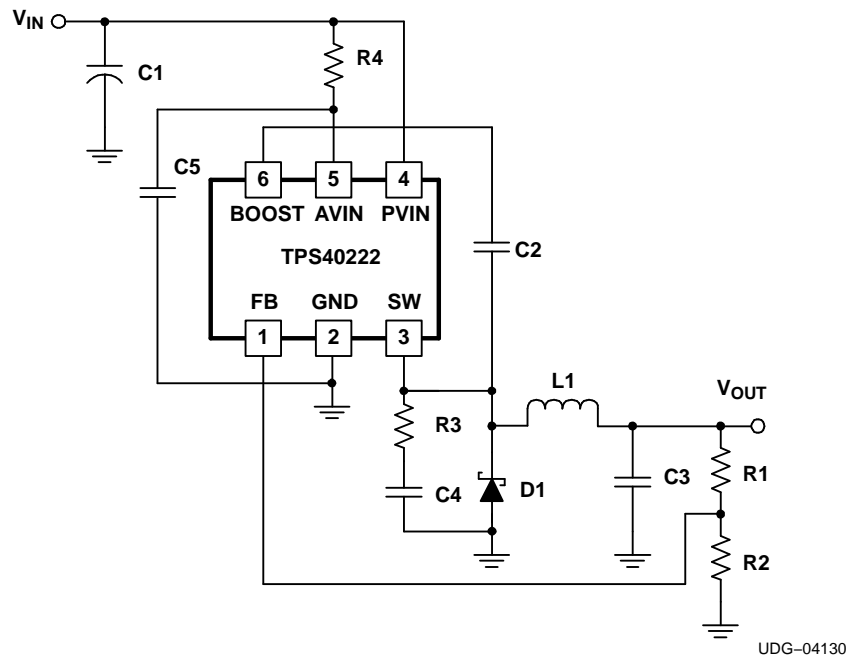 VIN
C1
R4
C5
6 5 4
BOOST AVIN PVIN
C2
TPS40222
FB GND SW
1 2 3
L1
VOUT
R3
C4
D1
C3
R1
R2
UDG–04130